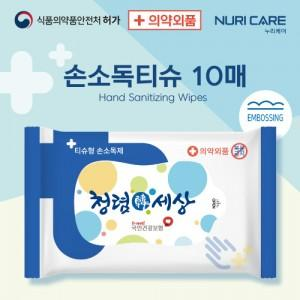 식품의약품안전처 허가
의약외품
NURI CARE
누리케어
손소독티슈 10매
Hand Sanitizing Wipes
EMBOSSING
티슈형 손소독제
의약외품
청렴 세상
국민건강보험